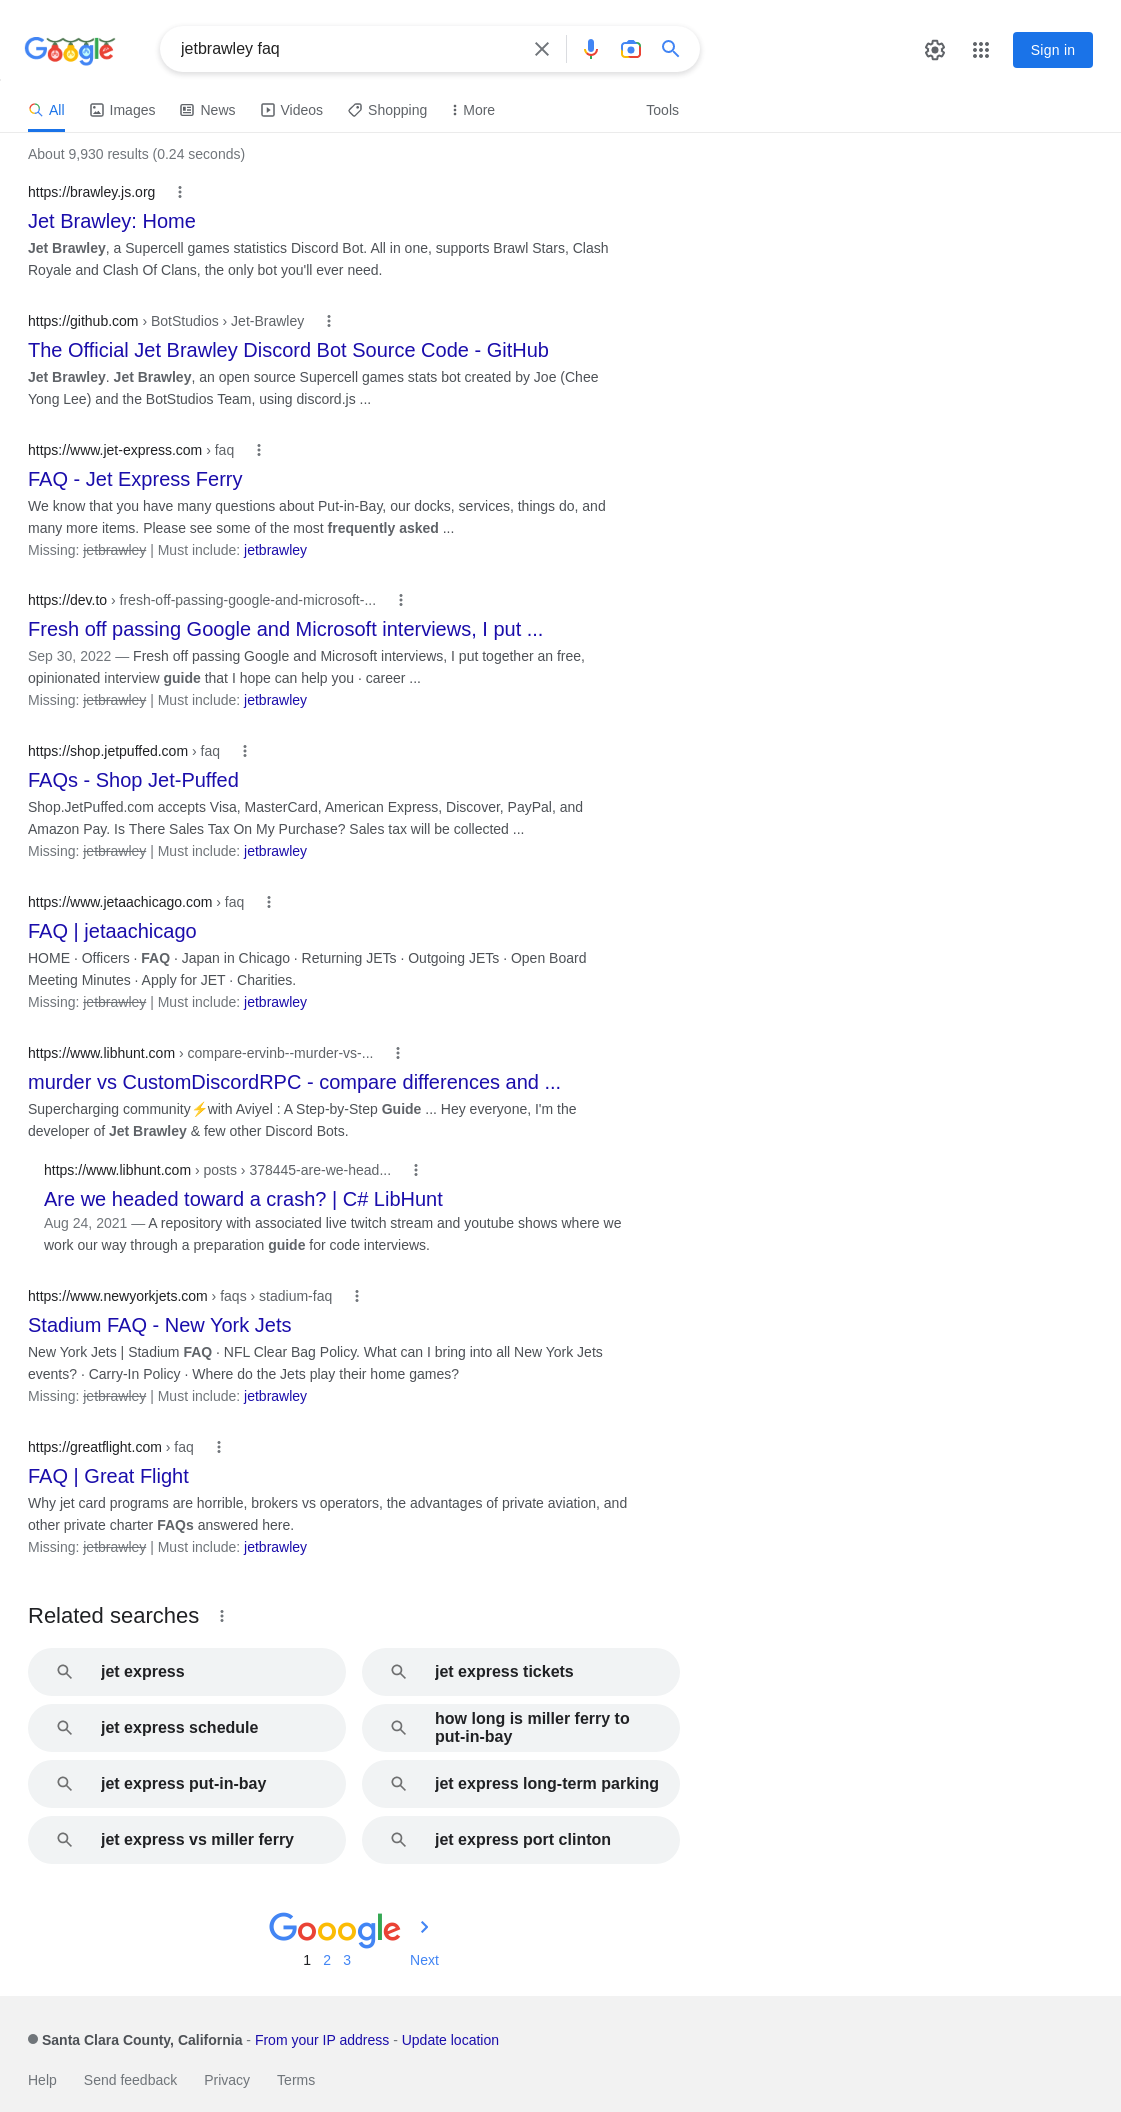 Google
jetbrawley faq
Sign in
All
Images
News
Videos
Shopping
More
Tools
About 9,930 results (0.24 seconds)
https://brawley.js.org
Jet Brawley: Home
Jet Brawley, a Supercell games statistics Discord Bot. All in one, supports Brawl Stars, Clash
Royale and Clash Of Clans, the only bot you'll ever need.
https://github.com › BotStudios › Jet-Brawley
The Official Jet Brawley Discord Bot Source Code - GitHub
Jet Brawley. Jet Brawley, an open source Supercell games stats bot created by Joe (Chee
Yong Lee) and the BotStudios Team, using discord.js ...
https://www.jet-express.com › faq
FAQ - Jet Express Ferry
We know that you have many questions about Put-in-Bay, our docks, services, things do, and
many more items. Please see some of the most frequently asked ...
Missing: jetbrawley | Must include: jetbrawley
https://dev.to › fresh-off-passing-google-and-microsoft-...
Fresh off passing Google and Microsoft interviews, I put ...
Sep 30, 2022 — Fresh off passing Google and Microsoft interviews, I put together an free,
opinionated interview guide that I hope can help you · career ...
Missing: jetbrawley | Must include: jetbrawley
https://shop.jetpuffed.com › faq
FAQs - Shop Jet-Puffed
Shop.JetPuffed.com accepts Visa, MasterCard, American Express, Discover, PayPal, and
Amazon Pay. Is There Sales Tax On My Purchase? Sales tax will be collected ...
Missing: jetbrawley | Must include: jetbrawley
https://www.jetaachicago.com › faq
FAQ | jetaachicago
HOME · Officers · FAQ · Japan in Chicago · Returning JETs · Outgoing JETs · Open Board
Meeting Minutes · Apply for JET · Charities.
Missing: jetbrawley | Must include: jetbrawley
https://www.libhunt.com › compare-ervinb--murder-vs-...
murder vs CustomDiscordRPC - compare differences and ...
Supercharging community⚡with Aviyel : A Step-by-Step Guide ... Hey everyone, I'm the
developer of Jet Brawley & few other Discord Bots.
https://www.libhunt.com › posts › 378445-are-we-head...
Are we headed toward a crash? | C# LibHunt
Aug 24, 2021 — A repository with associated live twitch stream and youtube shows where we
work our way through a preparation guide for code interviews.
https://www.newyorkjets.com › faqs › stadium-faq
Stadium FAQ - New York Jets
New York Jets | Stadium FAQ · NFL Clear Bag Policy. What can I bring into all New York Jets
events? · Carry-In Policy · Where do the Jets play their home games?
Missing: jetbrawley | Must include: jetbrawley
https://greatflight.com › faq
FAQ | Great Flight
Why jet card programs are horrible, brokers vs operators, the advantages of private aviation, and
other private charter FAQs answered here.
Missing: jetbrawley | Must include: jetbrawley
Related searches
jet express
jet express tickets
jet express schedule
how long is miller ferry to
put-in-bay
jet express put-in-bay
jet express long-term parking
jet express vs miller ferry
jet express port clinton
Gooogle
1 2 3 Next
Santa Clara County, California - From your IP address - Update location
Help Send feedback Privacy Terms